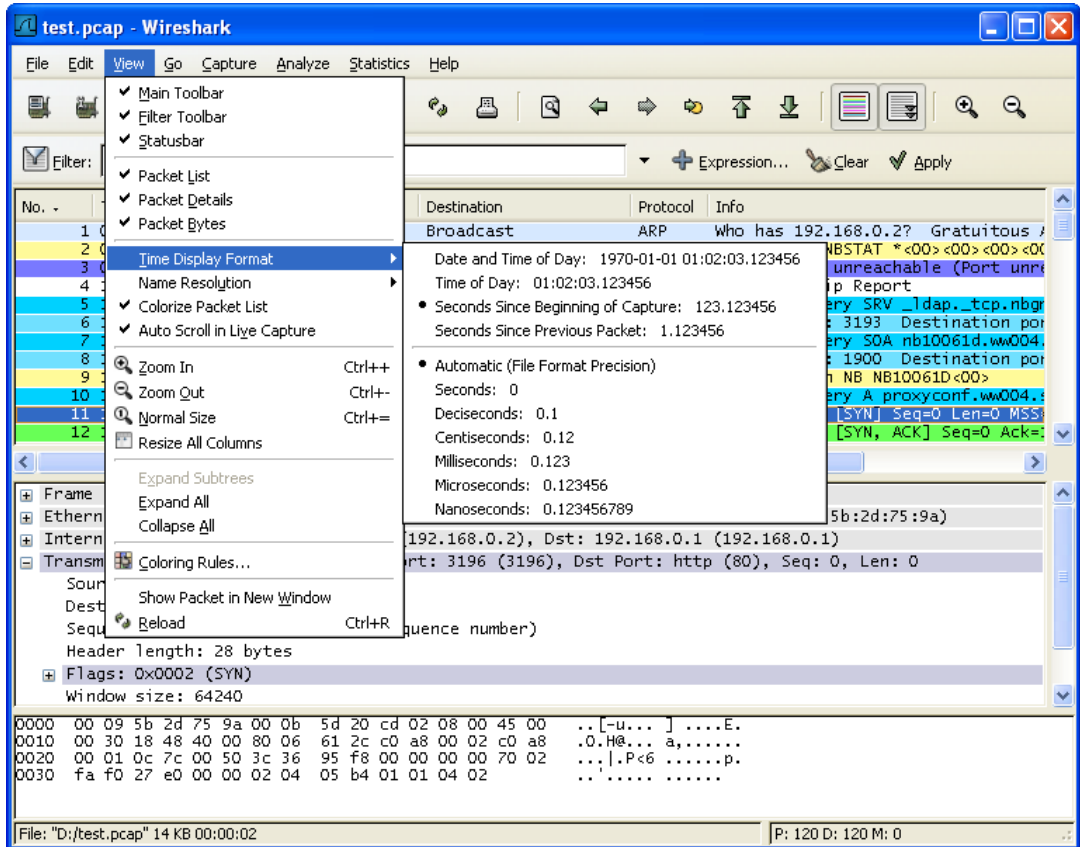 test.pcap - Wireshark
File Edit View Go Capture Analyze Statistics Help
Main Toolbar
Filter Toolbar
Statusbar
Packet List
Packet Details
Packet Bytes
Time Display Format
Name Resolution
Colorize Packet List
Auto Scroll in Live Capture
Zoom In Ctrl++
Zoom Out Ctrl+-
Normal Size Ctrl+=
Resize All Columns
Expand Subtrees
Expand All
Collapse All
Coloring Rules...
Show Packet in New Window
Reload Ctrl+R
Date and Time of Day: 1970-01-01 01:02:03.123456
Time of Day: 01:02:03.123456
Seconds Since Beginning of Capture: 123.123456
Seconds Since Previous Packet: 1.123456
Automatic (File Format Precision)
Seconds: 0
Deciseconds: 0.1
Centiseconds: 0.12
Milliseconds: 0.123
Microseconds: 0.123456
Nanoseconds: 0.123456789
Filter: Expression... Clear Apply
No. Destination Protocol Info
1 Broadcast ARP Who has 192.168.0.2? Gratuitous
2 NBSTAT *<00><00><00><00
3 unreachable (Port
4 Report
5 SRV _ldap._tcp.
6 3193 Destination
7 SOA nb10061d.ww004.
8 1900 Destination
9 NB NB10061D<00>
10 A proxyconf.ww004.
11 [SYN] Seq=0 Len=0
12 [SYN, ACK] Seq=0
Frame
5b:2d:75:9a)
(192.168.0.2), Dst: 192.168.0.1 (192.168.0.1)
3196 (3196), Dst Port: http (80), Seq: 0, Len: 0
number)
Header length: 28 bytes
Flags: 0x0002 (SYN)
Window size: 64240
0000 00 09 5b 2d 75 9a 00 0b 5d 20 cd 02 08 00 45 00 ..[-u... ] ....E.
0010 00 30 18 48 40 00 80 06 61 2c c0 a8 00 02 c0 a8 .0.H@... a,......
0020 00 01 0c 7c 00 50 3c 36 95 f8 00 00 00 00 70 02 ...|.P<6 ......p.
0030 fa f0 27 e0 00 00 02 04 05 b4 01 01 04 02 ..'..... ......
File: "D:/test.pcap" 14 KB 00:00:02 P: 120 D: 120 M: 0